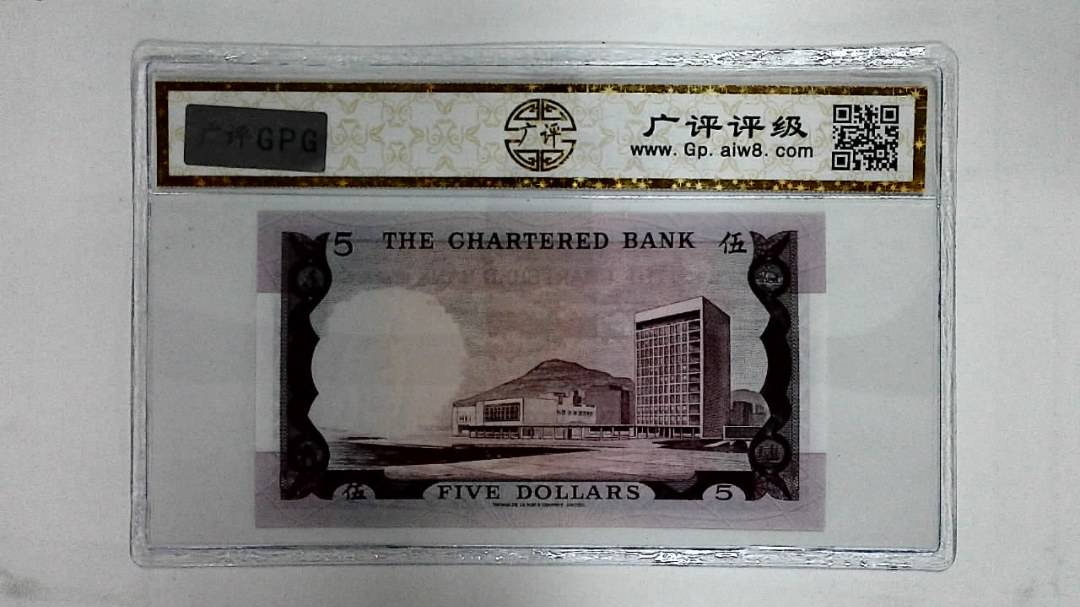 广评GPG
广评
广评评级
www. Gp. aiw8. com
5 THE CHARTERED BANK 伍
伍 FIVE DOLLARS 5